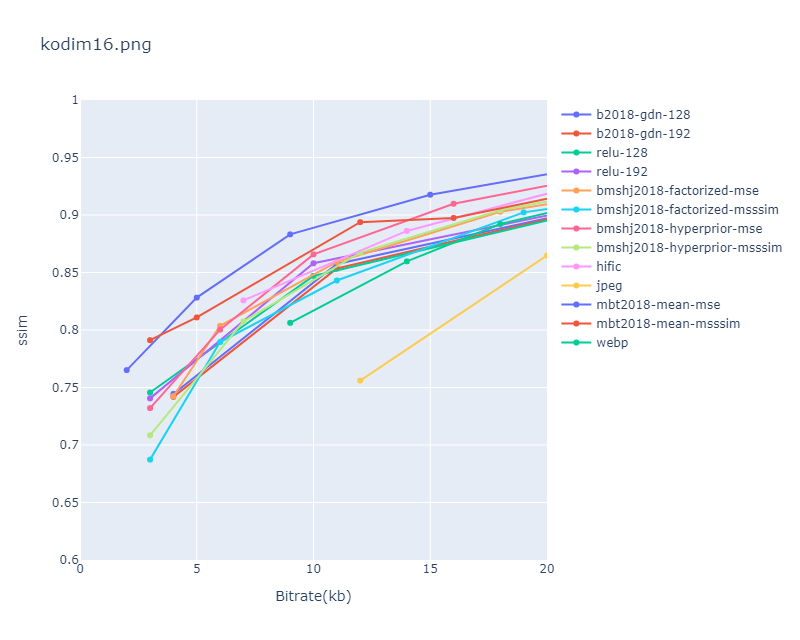 kodim16.png
1
0.95
0.9
0.85
0.8
0.75
0.7
0.65
0.6
ssim
0
5
10
15
20
Bitrate(kb)
b2018-gdn-128
b2018-gdn-192
relu-128
relu-192
bmshj2018-factorized-mse
bmshj2018-factorized-msssim
bmshj2018-hyperprior-mse
bmshj2018-hyperprior-msssim
hific
jpeg
mbt2018-mean-mse
mbt2018-mean-msssim
webp